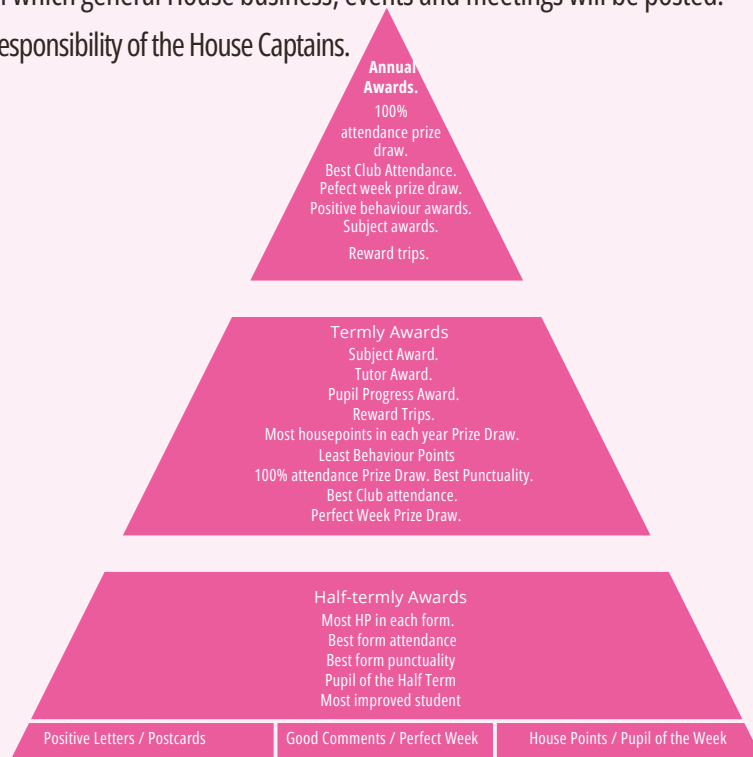 which general House business, events and meetings will be posted.
responsibility of the House Captains.
Annual
Awards.
100%
attendance prize
draw.
Best Club Attendance.
Pefect week prize draw.
Positive behaviour awards.
Subject awards.
Reward trips.
Termly Awards
Subject Award.
Tutor Award.
Pupil Progress Award.
Reward Trips.
Most housepoints in each year Prize Draw.
Least Behaviour Points
100% attendance Prize Draw. Best Punctuality.
Best Club attendance.
Perfect Week Prize Draw.
Half-termly Awards
Most HP in each form.
Best form attendance
Best form punctuality
Pupil of the Half Term
Most improved student
Positive Letters / Postcards
Good Comments / Perfect Week
House Points / Pupil of the Week